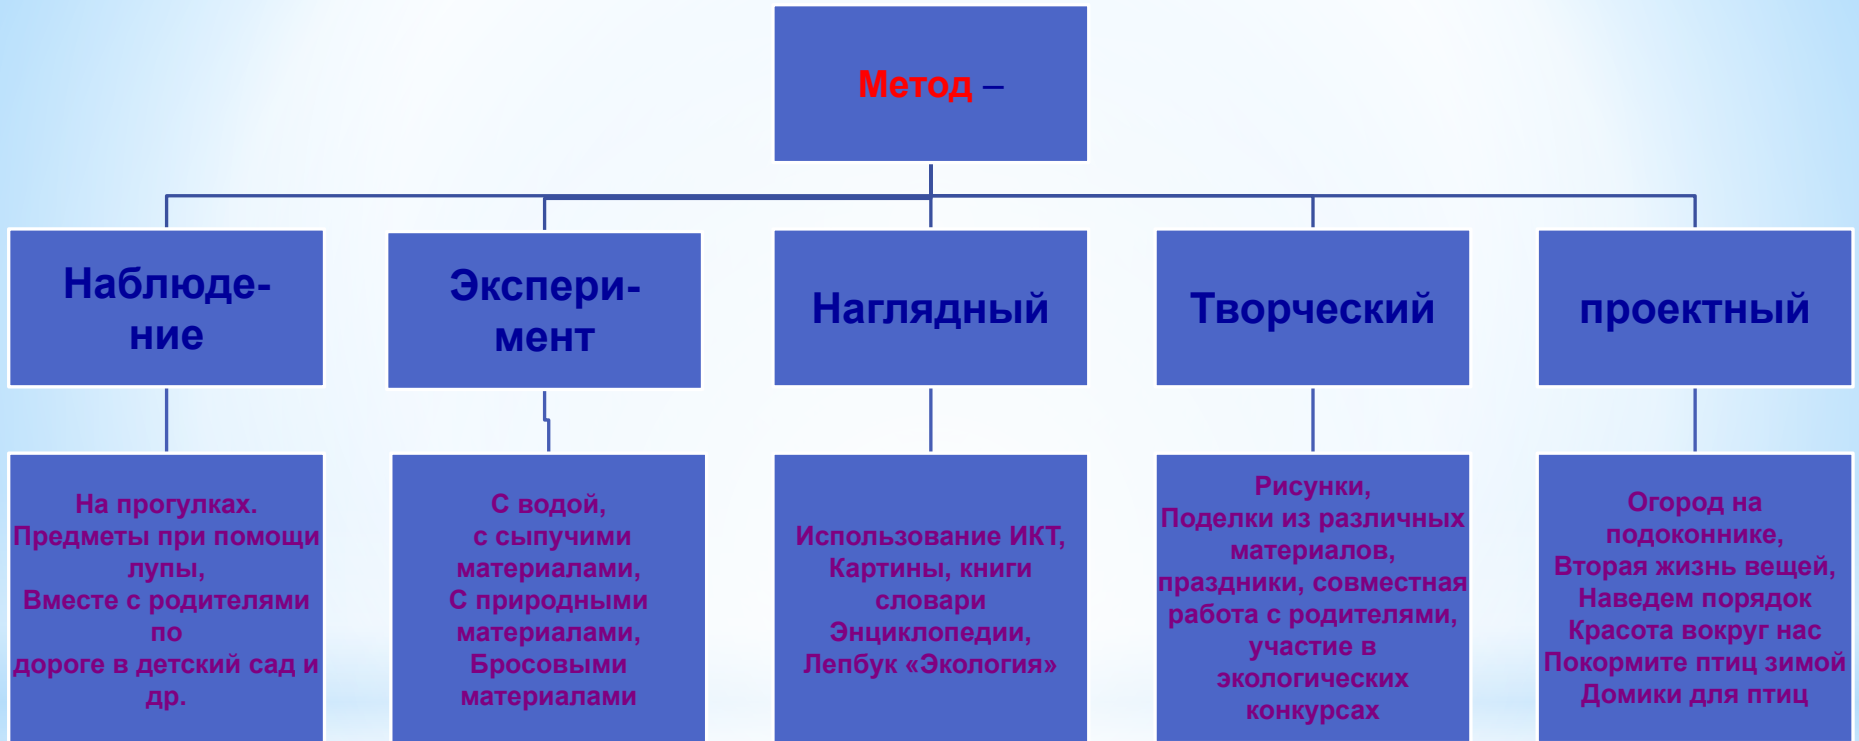 Метод –
Наблюде-
ние
Экспери-
мент
Наглядный
Творческий
проектный
На прогулках.
Предметы при помощи
лупы,
Вместе с родителями
по
дороге в детский сад и
др.
С водой,
с сыпучими
материалами,
С природными
материалами,
Бросовыми
материалами
Использование ИКТ,
Картины, книги
словари
Энциклопедии,
Лепбук «Экология»
Рисунки,
Поделки из различных
материалов,
праздники, совместная
работа с родителями,
участие в
экологических
конкурсах
Огород на
подоконнике,
Вторая жизнь вещей,
Наведем порядок
Красота вокруг нас
Покормите птиц зимой
Домики для птиц